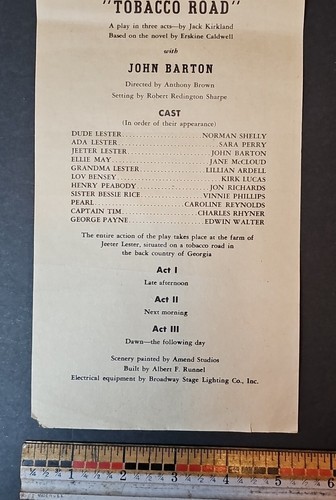 "TOBACCO ROAD"
A play in three acts—by Jack Kirkland
Based on the novel by Erskine Caldwell
with
JOHN BARTON
Directed by Anthony Brown
Setting by Robert Redington Sharpe
CAST
(In order of their appearance)
DUDE LESTER NORMAN SHELLY
ADA LESTER SARA PERRY
JEETER LESTER JOHN BARTON
ELLIE MAY JANE McCLOUD
GRANDMA LESTER LILLIAN ARDELL
LOV BENSEY KIRK LUCAS
HENRY PEABODY JON RICHARDS
SISTER BESSIE RICE VINNIE PHILLIPS
PEARL CAROLINE REYNOLDS
CAPTAIN TIM CHARLES RHYNER
GEORGE PAYNE EDWIN WALTER
The entire action of the play takes place at the farm of
Jeeter Lester, situated on a tobacco road in
the back country of Georgia
Act I
Late afternoon
Act II
Next morning
Act III
Dawn—the following day
Scenery painted by Amend Studios
Built by Albert F. Runnel
Electrical equipment by Broadway Stage Lighting Co., Inc.
1 2 3 4 5 6